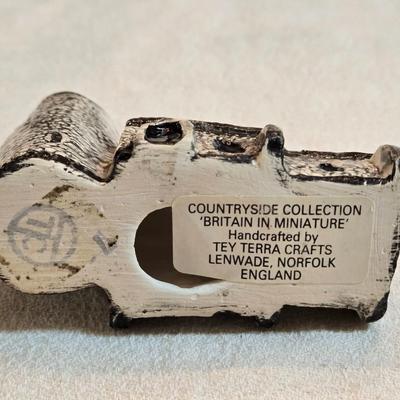 COUNTRYSIDE COLLECTION
'BRITAIN IN MINIATURE'
Handcrafted by
TEY TERRA CRAFTS
LENWADE, NORFOLK
ENGLAND